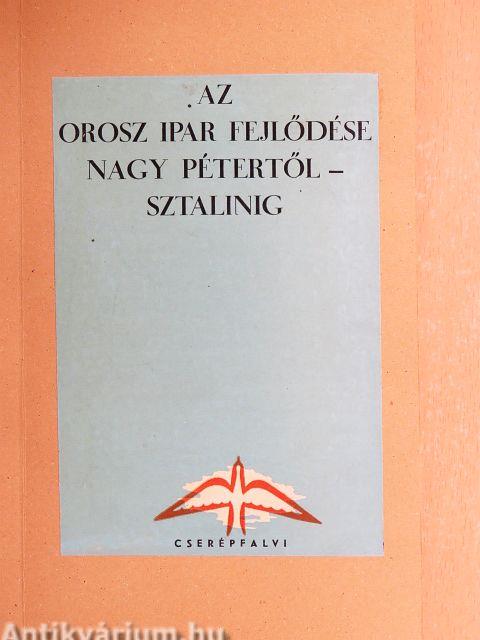 AZ
OROSZ IPAR FEJLŐDÉSE
NAGY PÉTERTŐL –
SZTALINIG
CSERÉPFALVI
Antikvárium.hu